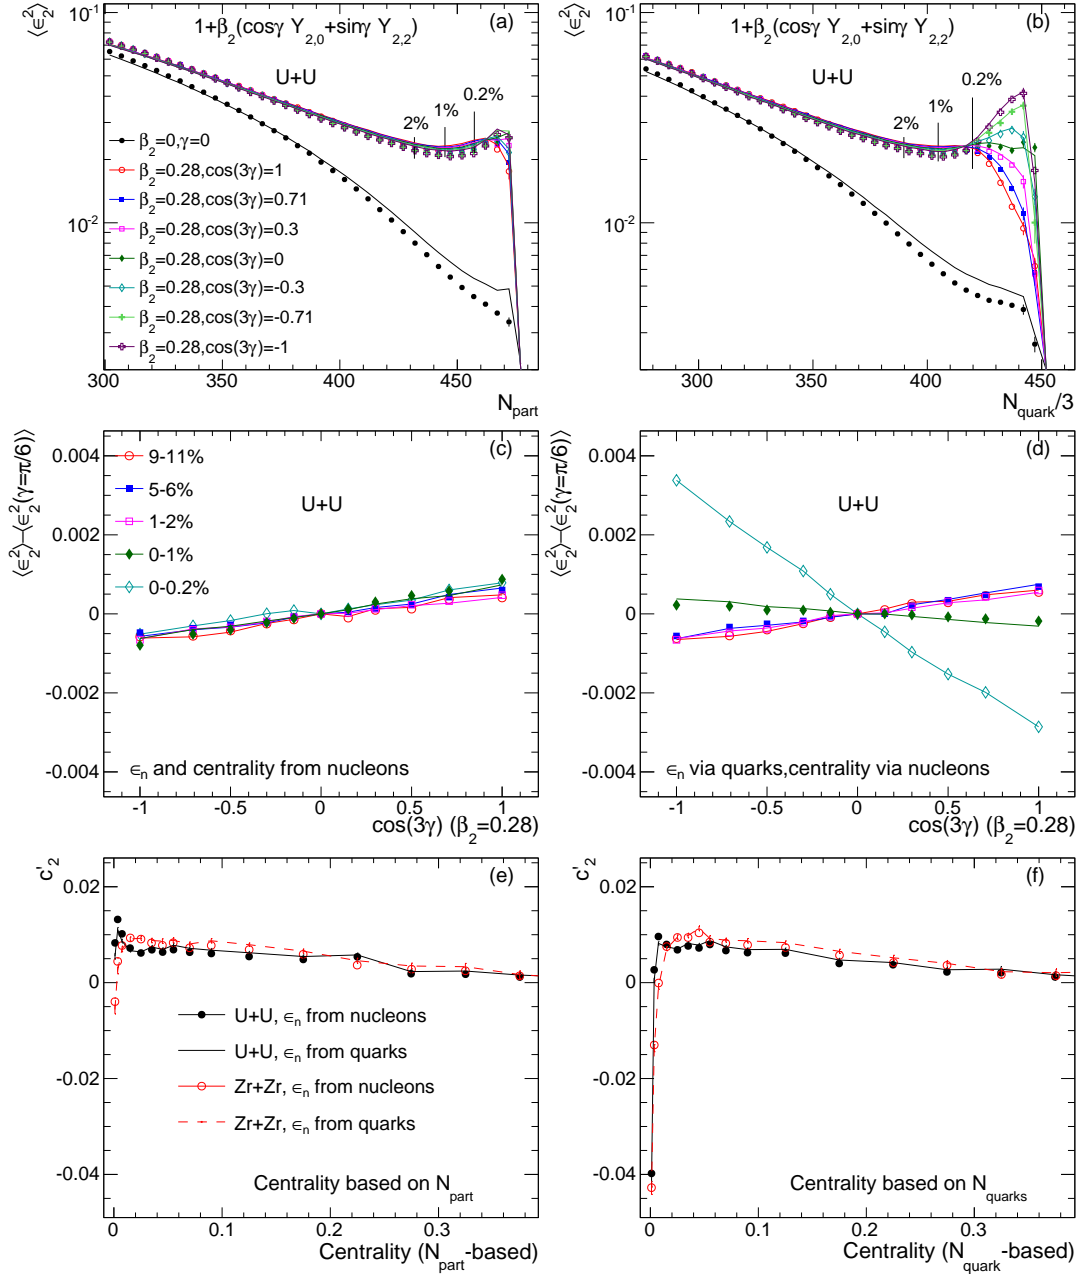 ⟨ϵ₂²⟩
10⁻¹
10⁻²
1+β₂(cosγ Y₂,₀+sinγ Y₂,₂)
(a)
U+U
2%
1%
0.2%
β₂=0,γ=0
β₂=0.28,cos(3γ)=1
β₂=0.28,cos(3γ)=0.71
β₂=0.28,cos(3γ)=0.3
β₂=0.28,cos(3γ)=0
β₂=0.28,cos(3γ)=-0.3
β₂=0.28,cos(3γ)=-0.71
β₂=0.28,cos(3γ)=-1
300 350 400 450
N_part
⟨ϵ₂²⟩
10⁻¹
10⁻²
1+β₂(cosγ Y₂,₀+sinγ Y₂,₂)
(b)
U+U
2%
1%
0.2%
300 350 400 450
N_quark/3
⟨ϵ₂²⟩−⟨ϵ₂²(γ=π/6)⟩
0.004
0.002
0
-0.002
-0.004
(c)
9-11%
5-6%
1-2%
0-1%
0-0.2%
U+U
ϵₙ and centrality from nucleons
-1 -0.5 0 0.5 1
cos(3γ) (β₂=0.28)
⟨ϵ₂²⟩−⟨ϵ₂²(γ=π/6)⟩
0.004
0.002
0
-0.002
-0.004
(d)
U+U
ϵₙ via quarks,centrality via nucleons
-1 -0.5 0 0.5 1
cos(3γ) (β₂=0.28)
c'₂
0.02
0
-0.02
-0.04
(e)
U+U, ϵₙ from nucleons
U+U, ϵₙ from quarks
Zr+Zr, ϵₙ from nucleons
Zr+Zr, ϵₙ from quarks
Centrality based on N_part
0 0.1 0.2 0.3
Centrality (N_part-based)
c'₂
0.02
0
-0.02
-0.04
(f)
Centrality based on N_quarks
0 0.1 0.2 0.3
Centrality (N_quark-based)